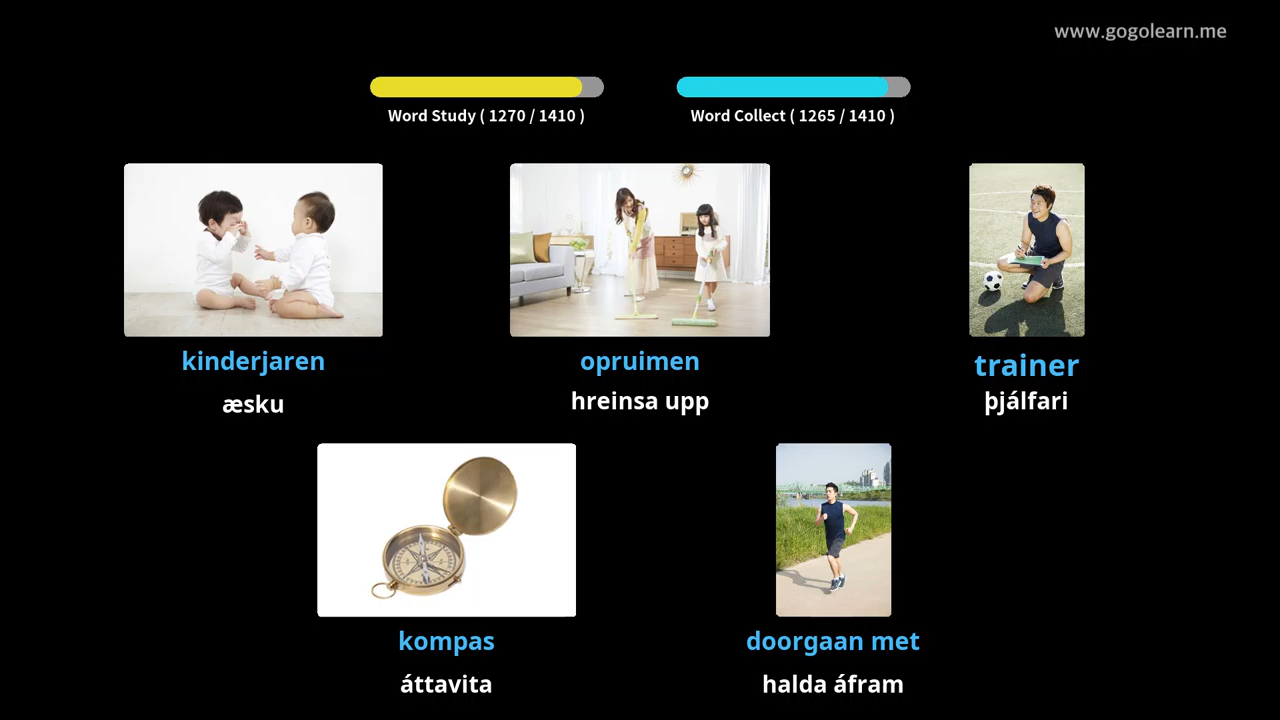 www.gogolearn.me
Word Study ( 1270 / 1410 )
Word Collect ( 1265 / 1410 )
kinderjaren
æsku
opruimen
hreinsa upp
trainer
þjálfari
kompas
áttavita
doorgaan met
halda áfram